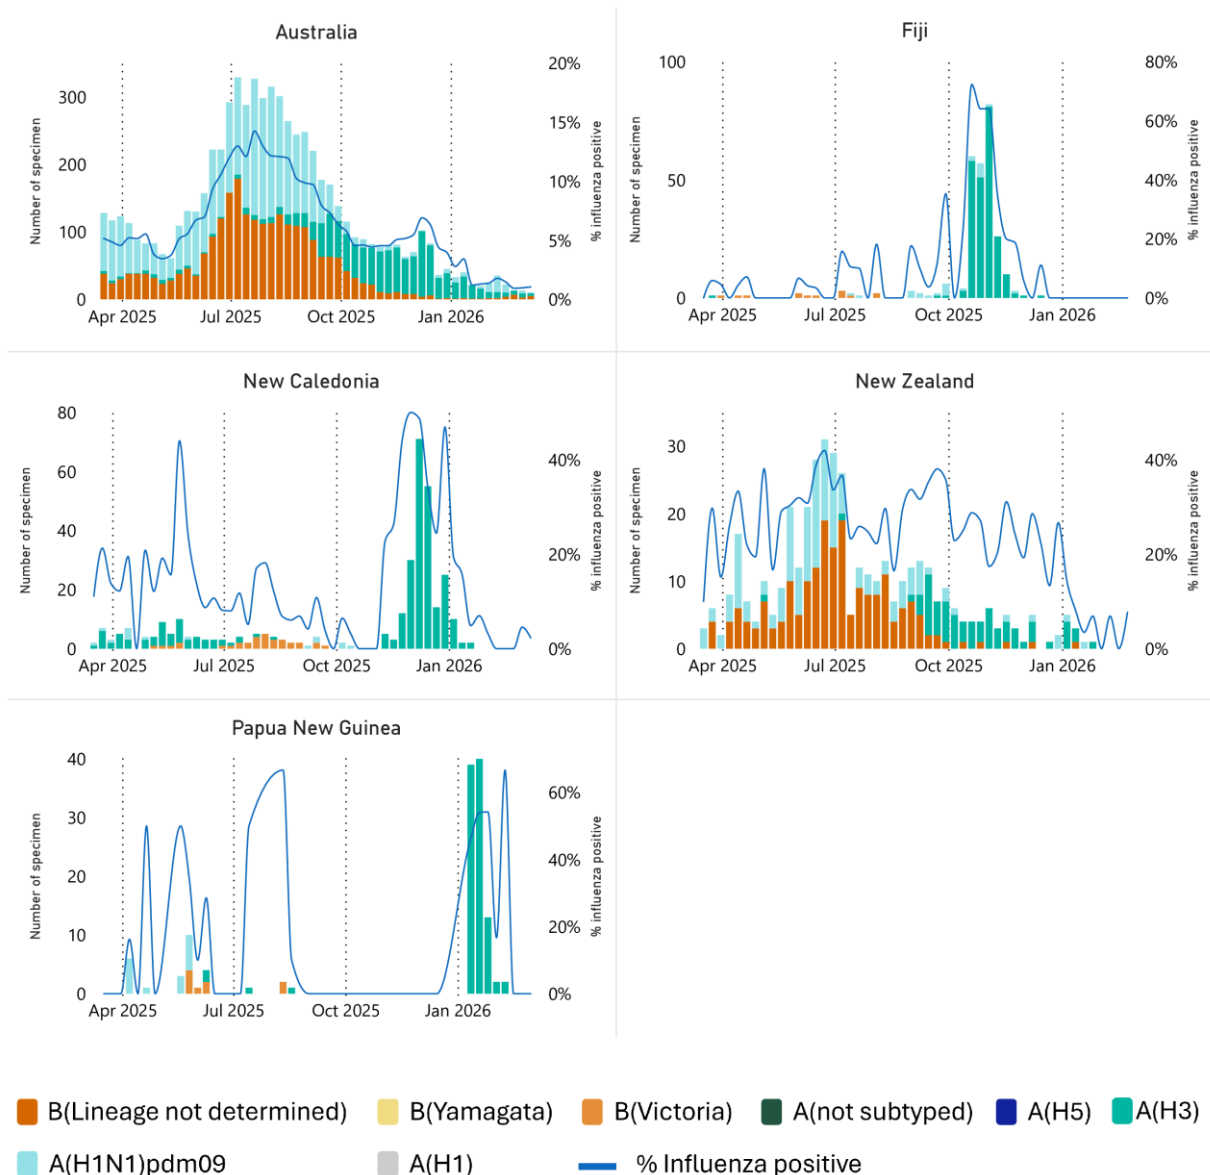 Australia
Number of specimen
300
200
100
0
20%
15%
10%
5%
0%
% influenza positive
Apr 2025 Jul 2025 Oct 2025 Jan 2026
Fiji
Number of specimen
100
50
0
80%
60%
40%
20%
0%
% influenza positive
Apr 2025 Jul 2025 Oct 2025 Jan 2026
New Caledonia
Number of specimen
80
60
40
20
0
40%
20%
0%
% influenza positive
Apr 2025 Jul 2025 Oct 2025 Jan 2026
New Zealand
Number of specimen
30
20
10
0
40%
20%
0%
% influenza positive
Apr 2025 Jul 2025 Oct 2025 Jan 2026
Papua New Guinea
Number of specimen
40
30
20
10
0
60%
40%
20%
0%
% influenza positive
Apr 2025 Jul 2025 Oct 2025 Jan 2026
B(Lineage not determined) B(Yamagata) B(Victoria) A(not subtyped) A(H5) A(H3)
A(H1N1)pdm09 A(H1) % Influenza positive